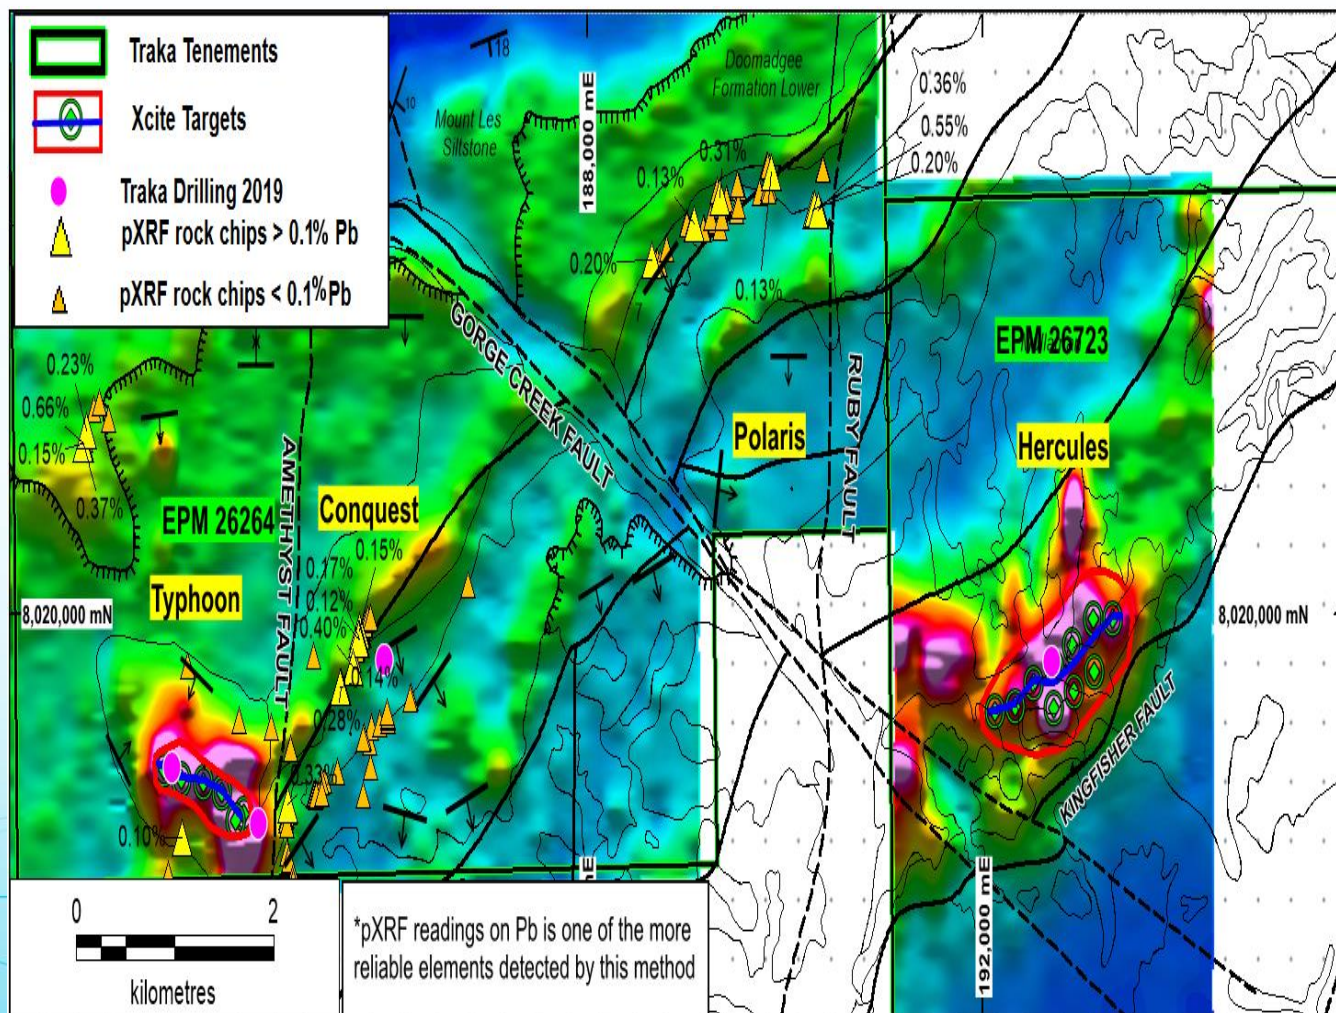 Traka Tenements
Xcite Targets
Traka Drilling 2019
pXRF rock chips > 0.1% Pb
pXRF rock chips < 0.1% Pb
18
10
Mount Les
Siltstone
188,000 mE
Doomadgee
Formation Lower
0.36%
0.55%
0.20%
0.31%
0.13%
0.20%
0.13%
7
GORGE CREEK FAULT
RUBY FAULT
EPM 26723
Polaris
Hercules
0.23%
0.66%
0.15%
0.37%
EPM 26264
Conquest
AMETHYST FAULT
Typhoon
0.15%
0.17%
0.12%
0.40%
0.14%
0.28%
0.33%
0.10%
8,020,000 mN
8,020,000 mN
KINGFISHER FAULT
192,000 mE
mE
0 2
kilometres
*pXRF readings on Pb is one of the more
reliable elements detected by this method